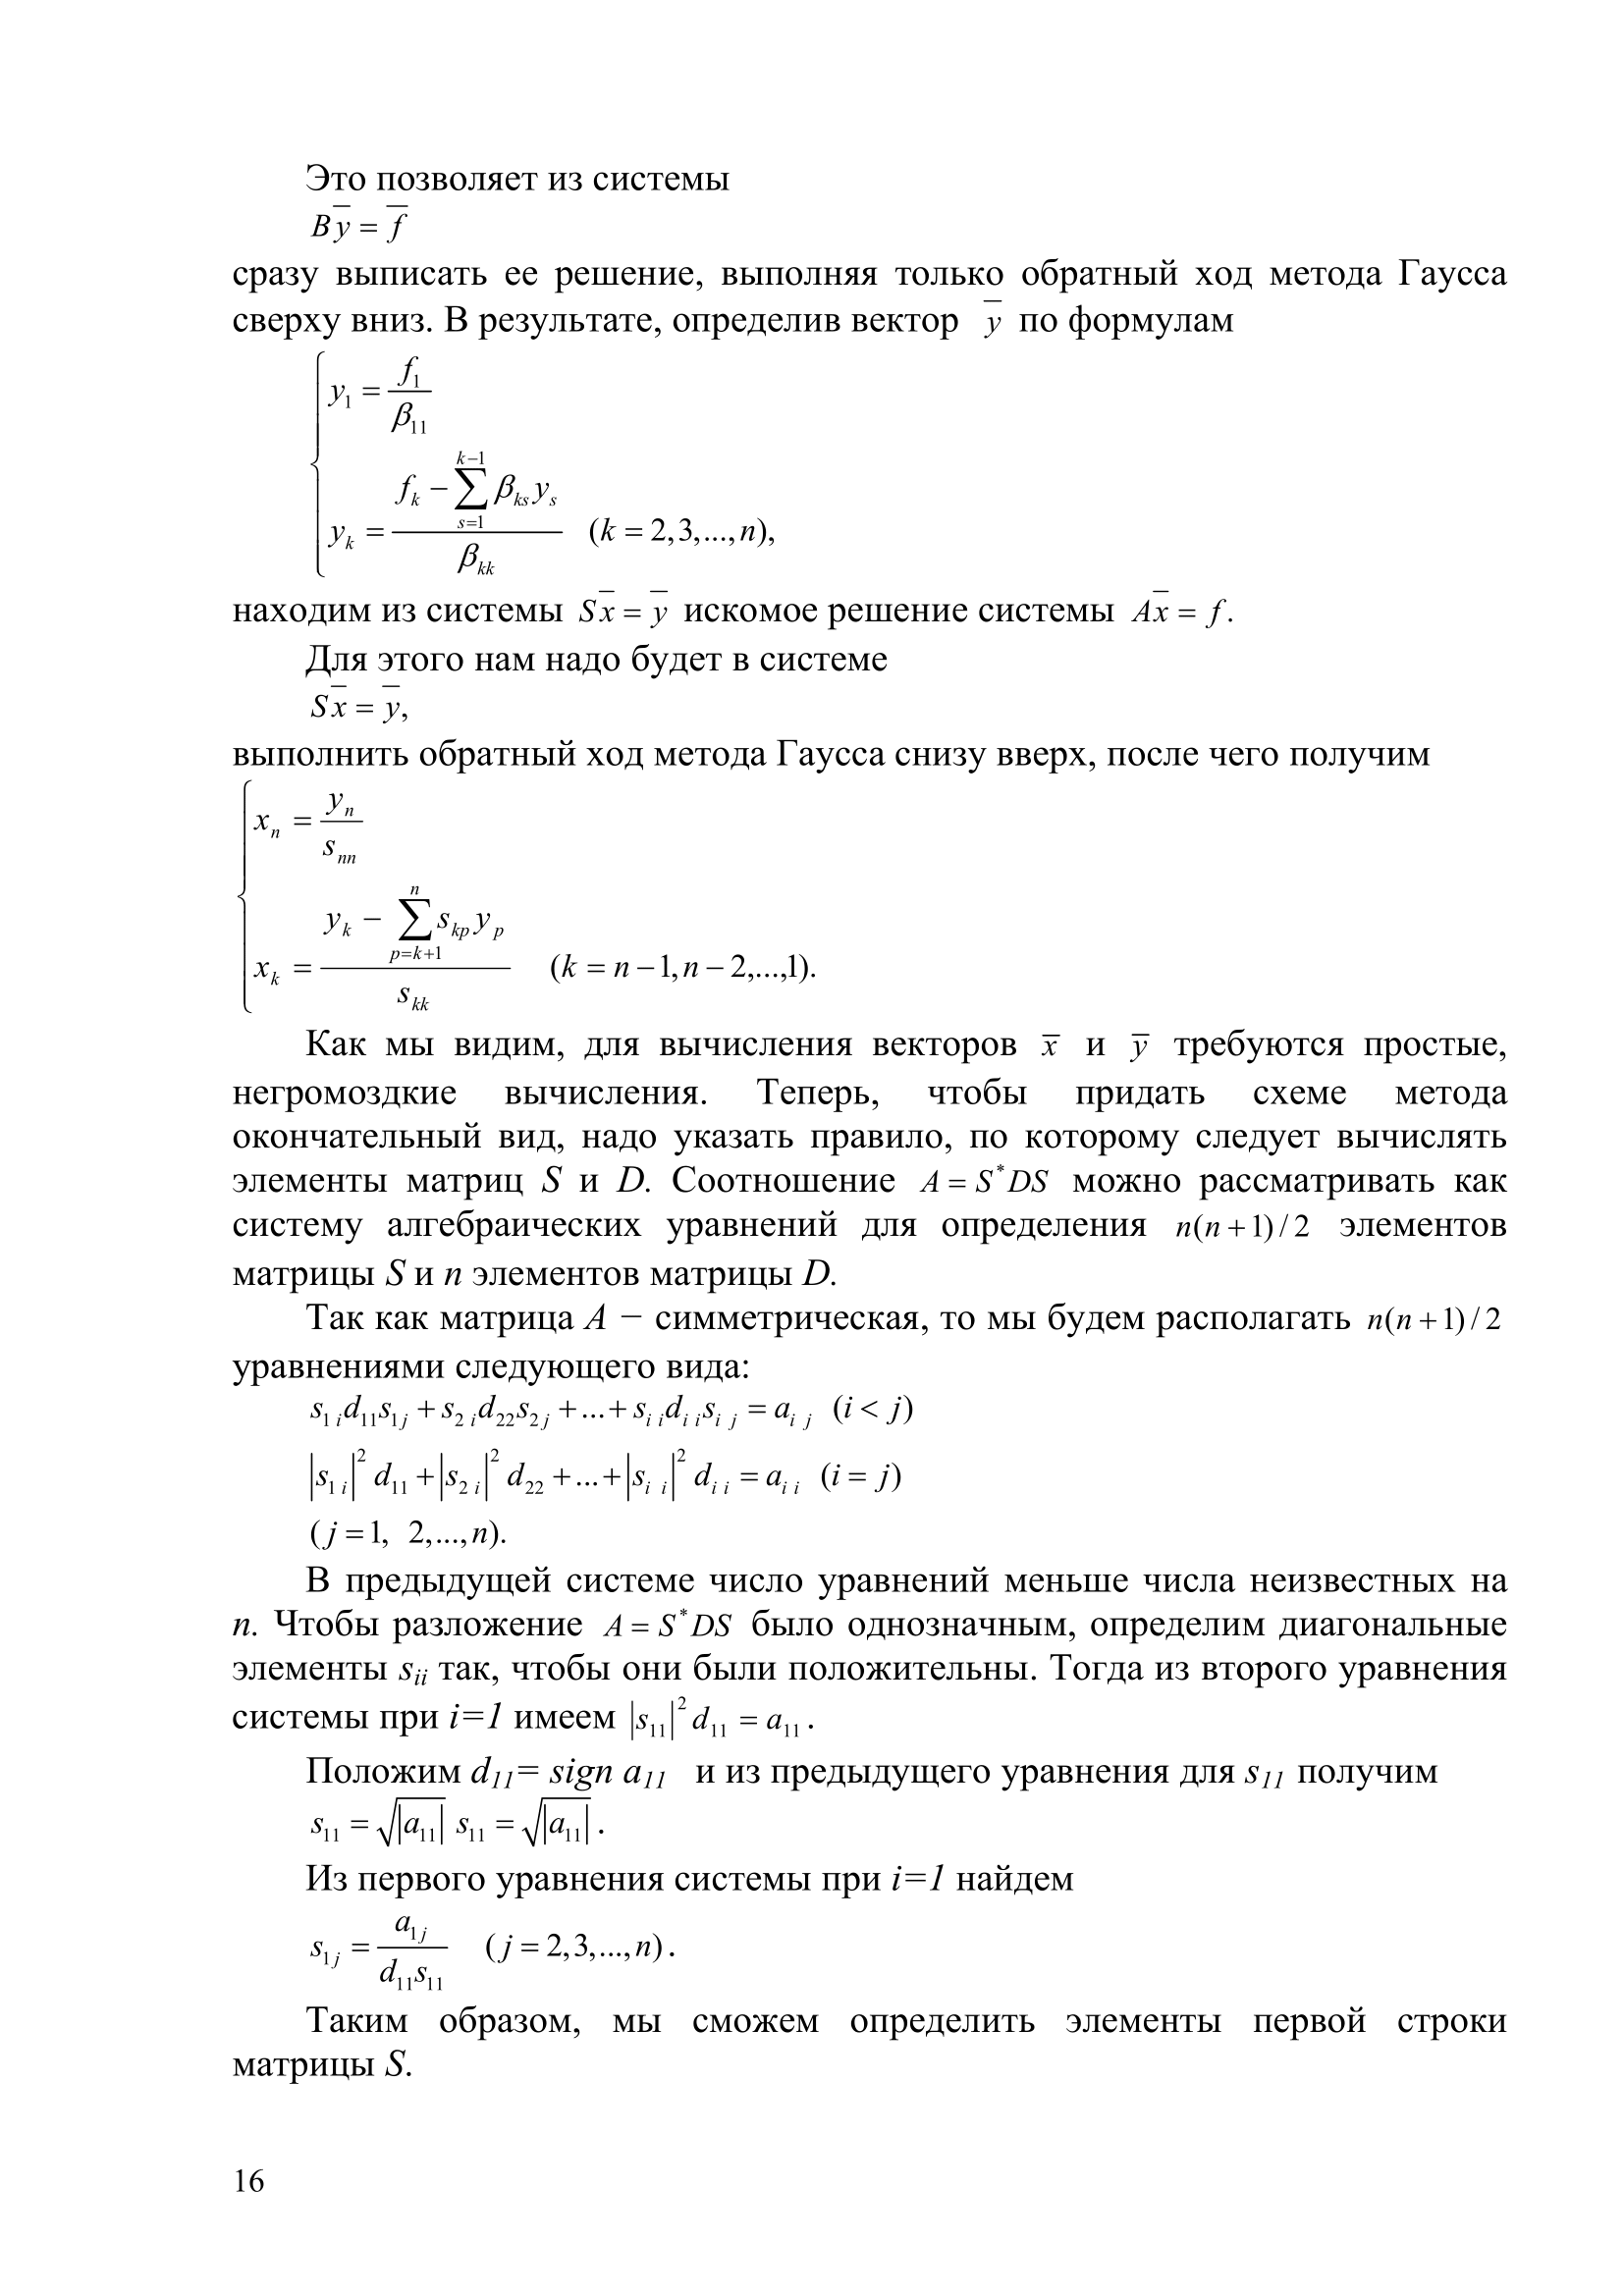 Это позволяет из системы
$B\overline{y} = \overline{f}$
сразу выписать ее решение, выполняя только обратный ход метода Гаусса
сверху вниз. В результате, определив вектор $\overline{y}$ по формулам
$\begin{cases} y_1 = \dfrac{f_1}{\beta_{11}} \\ y_k = \dfrac{f_k - \sum\limits_{s=1}^{k-1} \beta_{ks} y_s}{\beta_{kk}} \quad (k = 2,3,...,n), \end{cases}$
находим из системы $S\overline{x} = \overline{y}$ искомое решение системы $A\overline{x} = f$.
Для этого нам надо будет в системе
$S\overline{x} = \overline{y},$
выполнить обратный ход метода Гаусса снизу вверх, после чего получим
$\begin{cases} x_n = \dfrac{y_n}{s_{nn}} \\ x_k = \dfrac{y_k - \sum\limits_{p=k+1}^{n} s_{kp} y_p}{s_{kk}} \quad (k = n-1, n-2,...,1). \end{cases}$
Как мы видим, для вычисления векторов $\overline{x}$ и $\overline{y}$ требуются простые,
негромоздкие вычисления. Теперь, чтобы придать схеме метода
окончательный вид, надо указать правило, по которому следует вычислять
элементы матриц S и D. Соотношение $A = S^* DS$ можно рассматривать как
систему алгебраических уравнений для определения $n(n+1)/2$ элементов
матрицы S и n элементов матрицы D.
Так как матрица A − симметрическая, то мы будем располагать $n(n+1)/2$
уравнениями следующего вида:
$s_{1i} d_{11} s_{1j} + s_{2i} d_{22} s_{2j} + ... + s_{ii} d_{ii} s_{ij} = a_{ij} \ (i < j)$
$|s_{1i}|^2 d_{11} + |s_{2i}|^2 d_{22} + ... + |s_{ii}|^2 d_{ii} = a_{ii} \ (i = j)$
$(j = 1, \ 2,...,n).$
В предыдущей системе число уравнений меньше числа неизвестных на
n. Чтобы разложение $A = S^* DS$ было однозначным, определим диагональные
элементы $s_{ii}$ так, чтобы они были положительны. Тогда из второго уравнения
системы при i=1 имеем $|s_{11}|^2 d_{11} = a_{11}$.
Положим $d_{11}$= sign $a_{11}$ и из предыдущего уравнения для $s_{11}$ получим
$s_{11} = \sqrt{|a_{11}|} \ s_{11} = \sqrt{|a_{11}|}$.
Из первого уравнения системы при i=1 найдем
$s_{1j} = \dfrac{a_{1j}}{d_{11} s_{11}} \quad (j = 2,3,...,n)$.
Таким образом, мы сможем определить элементы первой строки
матрицы S.
16